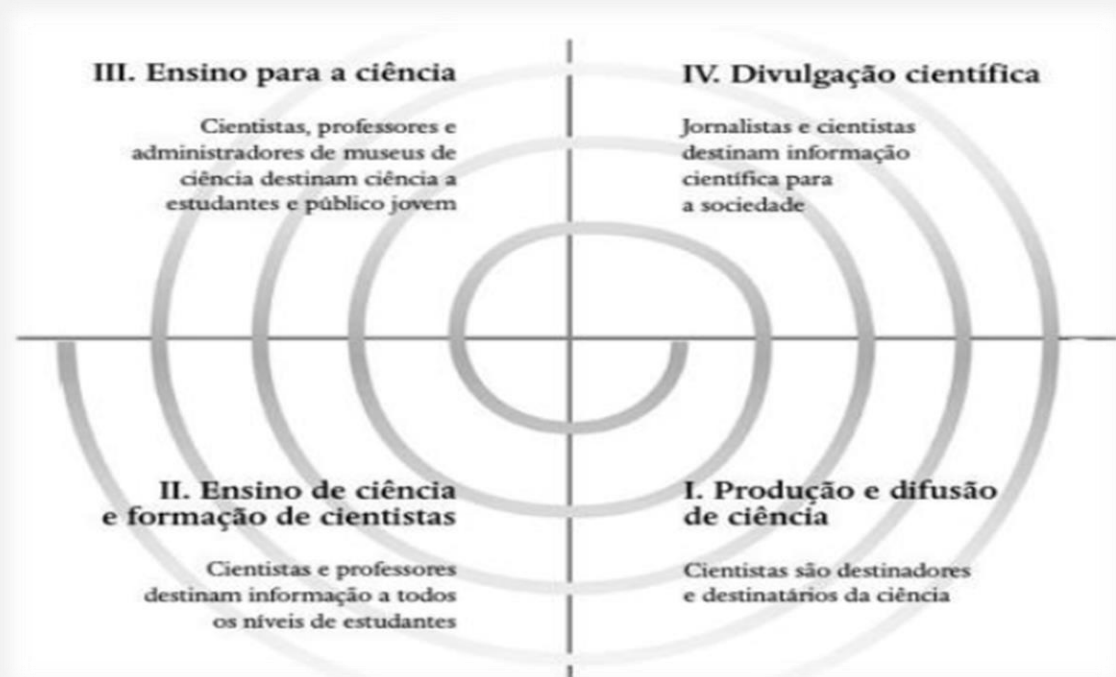 III. Ensino para a ciência
Cientistas, professores e
administradores de museus de
ciência destinam ciência a
estudantes e público jovem
IV. Divulgação científica
Jornalistas e cientistas
destinam informação
científica para
a sociedade
II. Ensino de ciência
e formação de cientistas
Cientistas e professores
destinam informação a todos
os níveis de estudantes
I. Produção e difusão
de ciência
Cientistas são destinadores
e destinatários da ciência